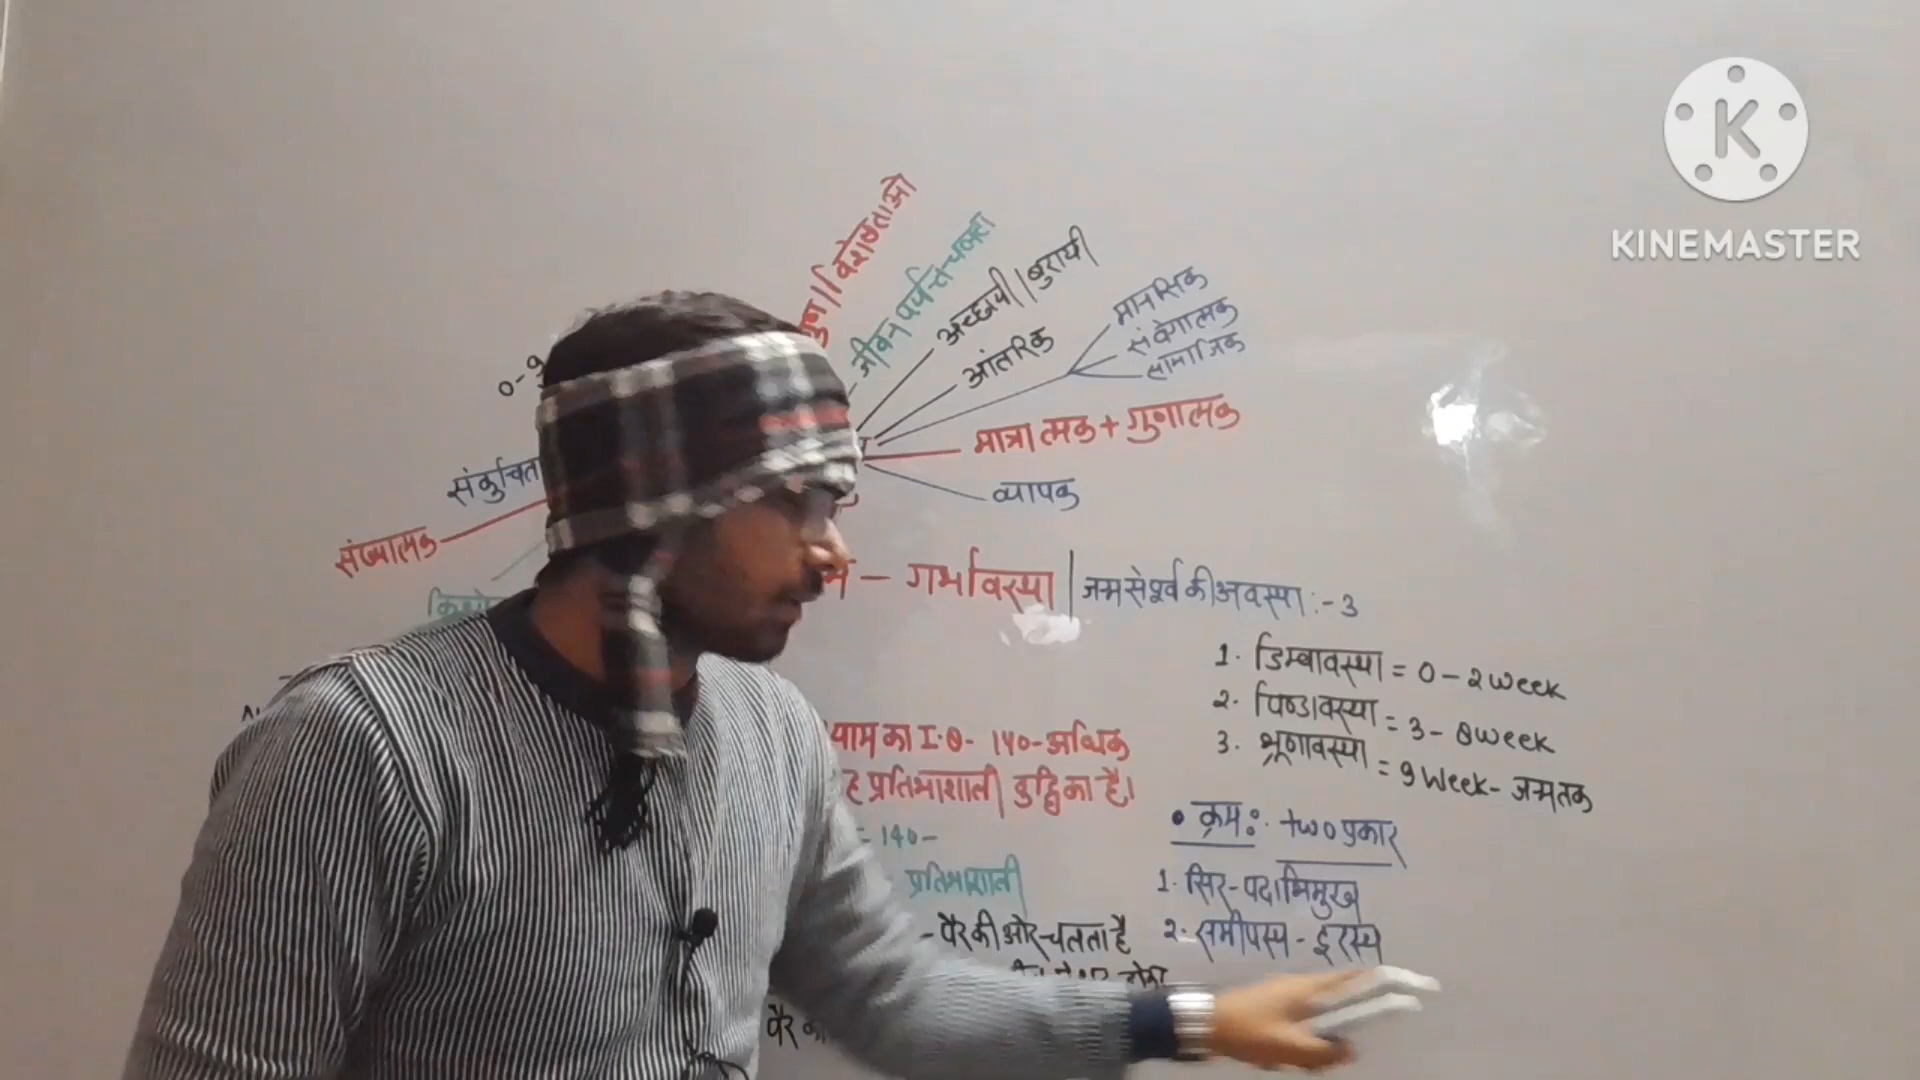 K
KINEMASTER
गुण//विशेषताओ
जीवन पर्यन्त-चलता
अच्छायी//बुरायी
आंतरिक
मानसिक
संवेगात्मक
सामाजिक
0-9
मात्रात्मक + गुणात्मक
संकुचित
व्यापक
संख्यात्मक
– गर्भावस्था | जन्म से पूर्व की अवस्था :- 3
1. डिम्बावस्था = 0 – 2 week
2. पिण्डावस्था = 3 – 8 week
3. भ्रूणावस्था = 9 week - जन्म तक
का I.Q- 140- अधिक
प्रतिभाशाली बुद्धि का है।
= 140 -
प्रतिभाशाली
• क्रम :- two प्रकार
1. सिर - पदाभिमुख
2. समीपस्थ - दूरस्थ
- पैर की ओर चलता है
पैर